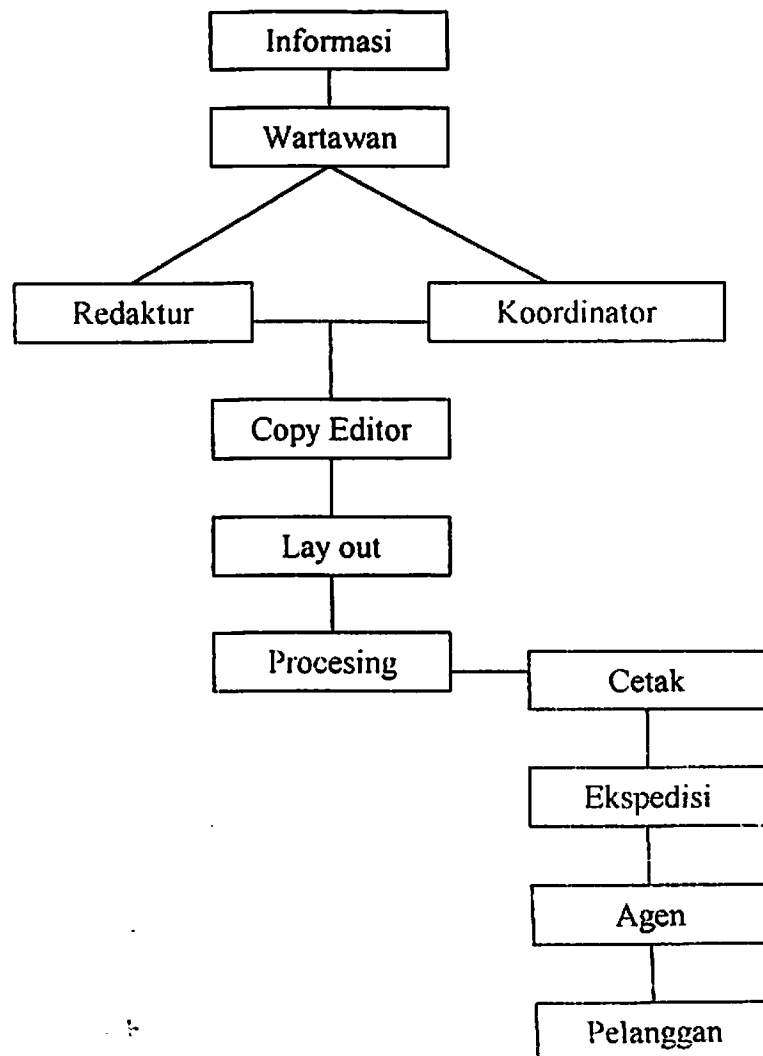 Informasi
Wartawan
Redaktur
Koordinator
Copy Editor
Lay out
Procesing
Cetak
Ekspedisi
Agen
Pelanggan